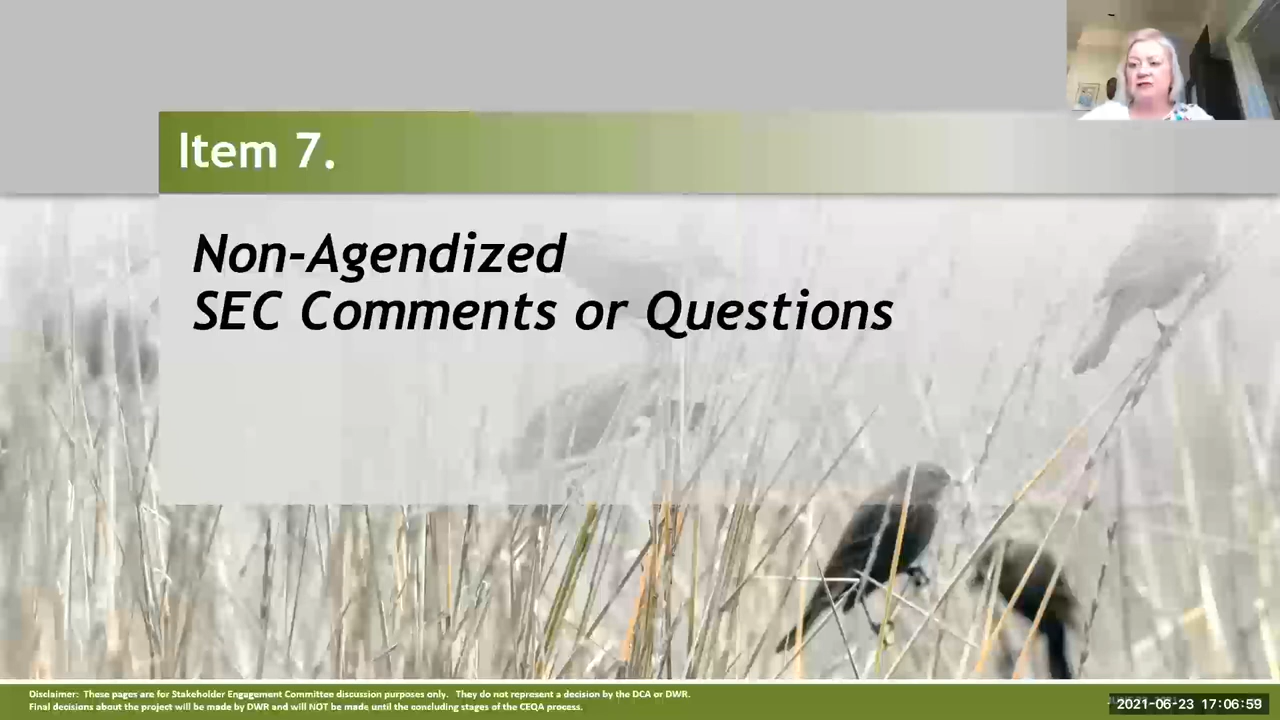 Item 7.
Non-Agendized
SEC Comments or Questions
Disclaimer: These pages are for Stakeholder Engagement Committee discussion purposes only. They do not represent a decision by the DCA or DWR.
Final decisions about the project will be made by DWR and will NOT be made until the concluding stages of the CEQA process.
2021-06-23 17:06:59